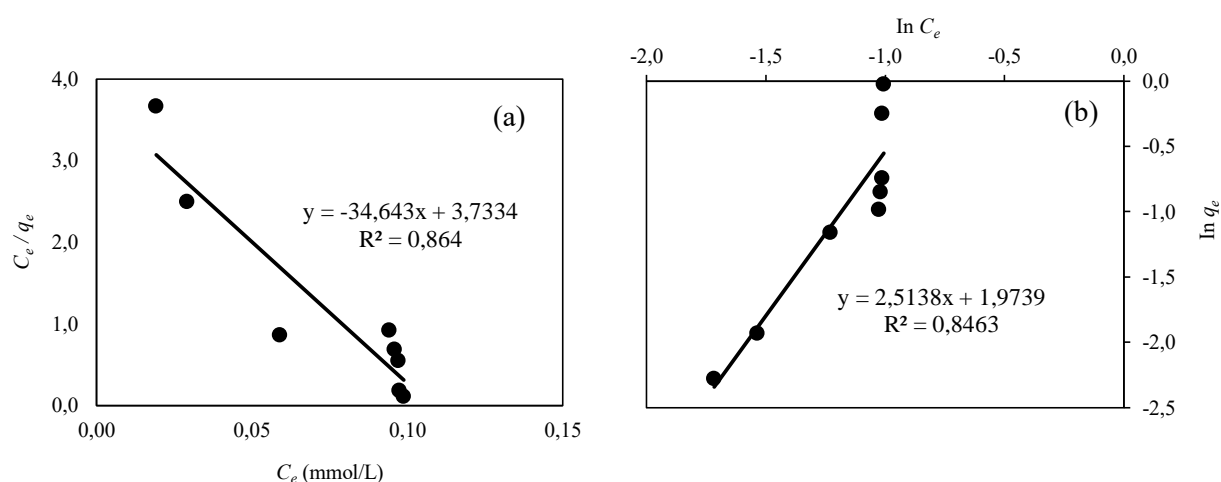 4,0
3,0
2,0
1,0
0,0
C_e / q_e
(a)
y = -34,643x + 3,7334
R² = 0,864
0,00 0,05 0,10 0,15
C_e (mmol/L)
In C_e
-2,0 -1,5 -1,0 -0,5 0,0
(b)
0,0
-0,5
-1,0
-1,5
-2,0
-2,5
In q_e
y = 2,5138x + 1,9739
R² = 0,8463